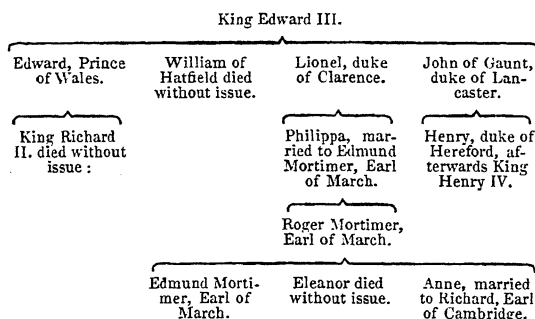 King Edward III.
Edward, Prince
of Wales.
William of
Hatfield died
without issue.
Lionel, duke
of Clarence.
John of Gaunt,
duke of Lan-
caster.
King Richard
II. died without
issue :
Philippa, mar-
ried to Edmund
Mortimer, Earl
of March.
Henry, duke of
Hereford, af-
terwards King
Henry IV.
Roger Mortimer,
Earl of March.
Edmund Morti-
mer, Earl of
March.
Eleanor died
without issue.
Anne, married
to Richard, Earl
of Cambridge.